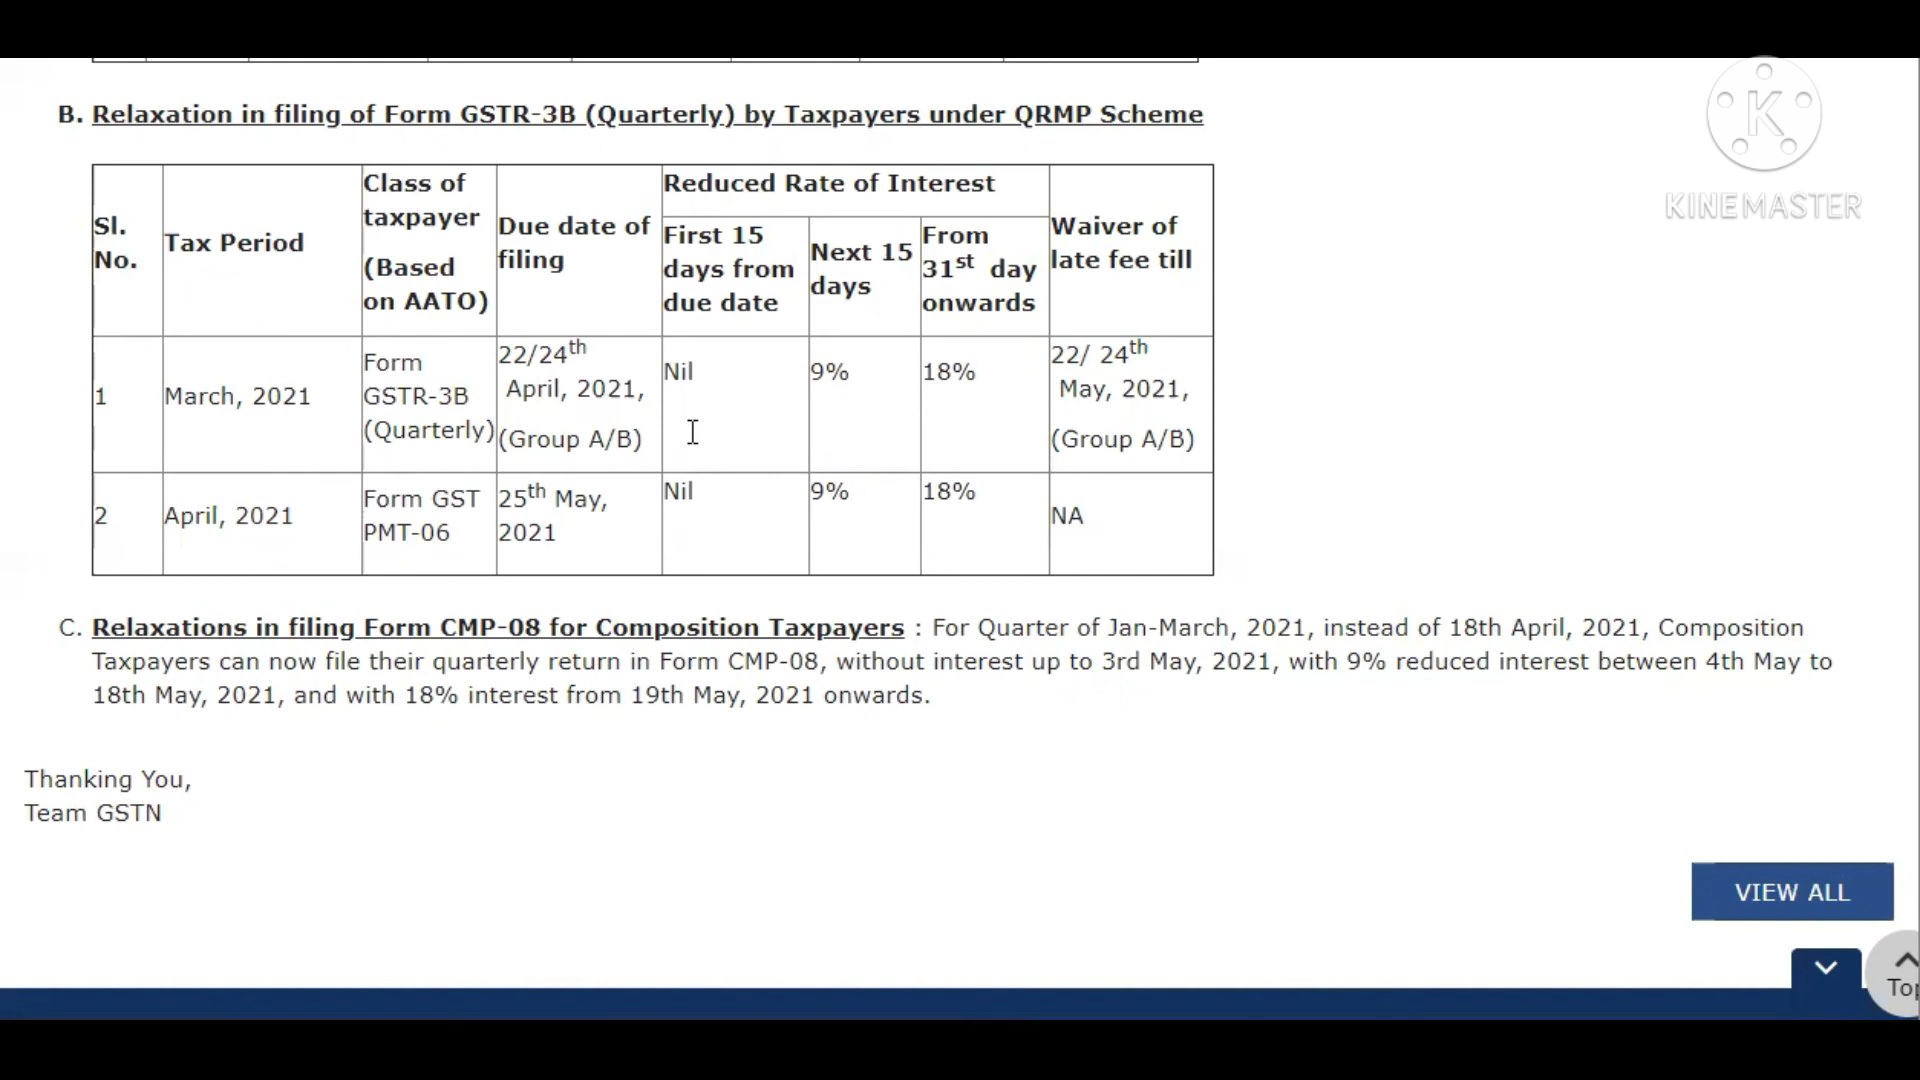 B. Relaxation in filing of Form GSTR-3B (Quarterly) by Taxpayers under QRMP Scheme
Sl. No.
Tax Period
Class of taxpayer
(Based on AATO)
Due date of filing
Reduced Rate of Interest
First 15 days from due date
Next 15 days
From 31st day onwards
Waiver of late fee till
1
March, 2021
Form GSTR-3B (Quarterly)
22/24th April, 2021,
(Group A/B)
Nil
9%
18%
22/ 24th May, 2021,
(Group A/B)
2
April, 2021
Form GST PMT-06
25th May, 2021
Nil
9%
18%
NA
C. Relaxations in filing Form CMP-08 for Composition Taxpayers : For Quarter of Jan-March, 2021, instead of 18th April, 2021, Composition
Taxpayers can now file their quarterly return in Form CMP-08, without interest up to 3rd May, 2021, with 9% reduced interest between 4th May to
18th May, 2021, and with 18% interest from 19th May, 2021 onwards.
Thanking You,
Team GSTN
VIEW ALL
Top
K
KINEMASTER